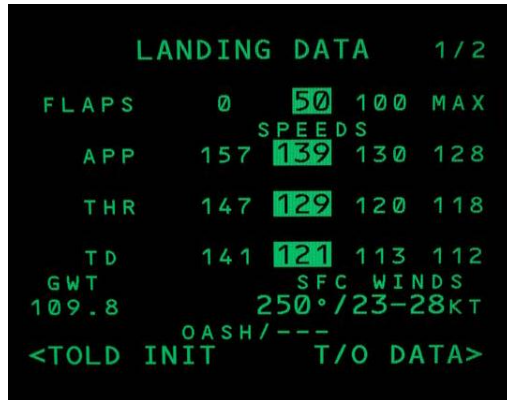 LANDING DATA 1/2
FLAPS 0 50 100 MAX
SPEEDS
APP 157 139 130 128
THR 147 129 120 118
TD 141 121 113 112
GWT SFC WINDS
109.8 250°/23-28KT
OASH/---
<TOLD INIT T/O DATA>